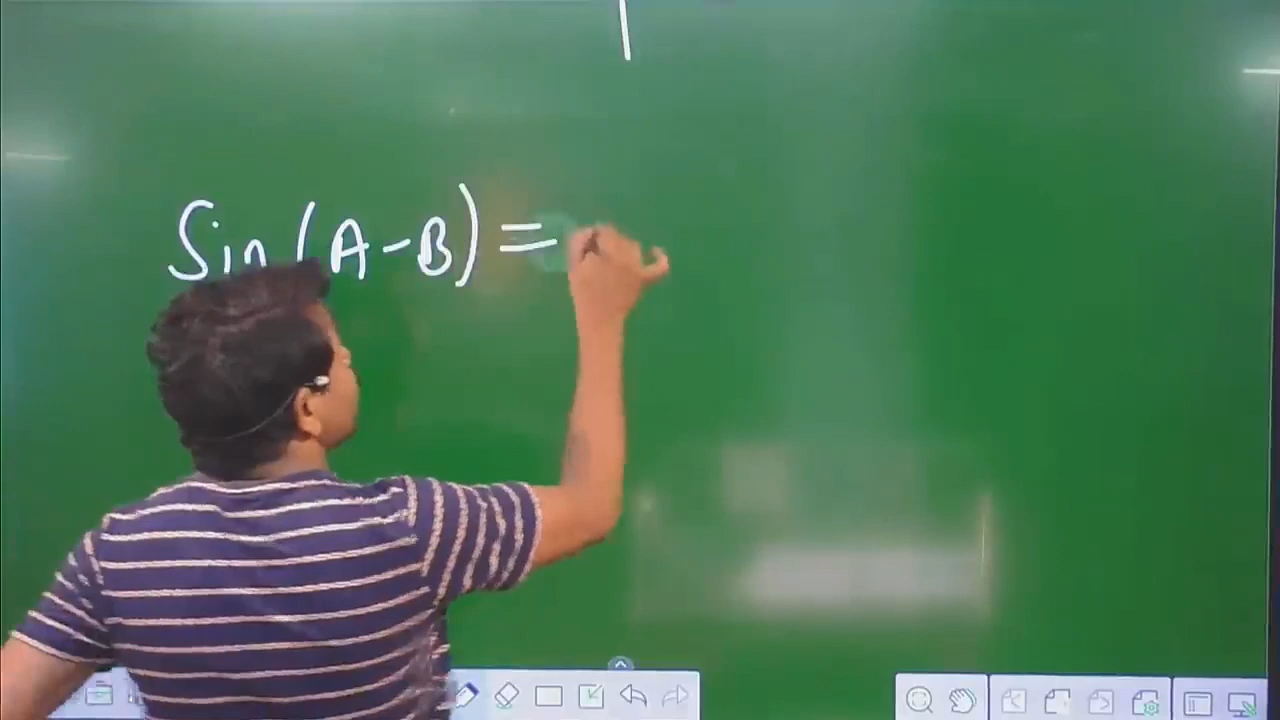 Sin(A-B) =